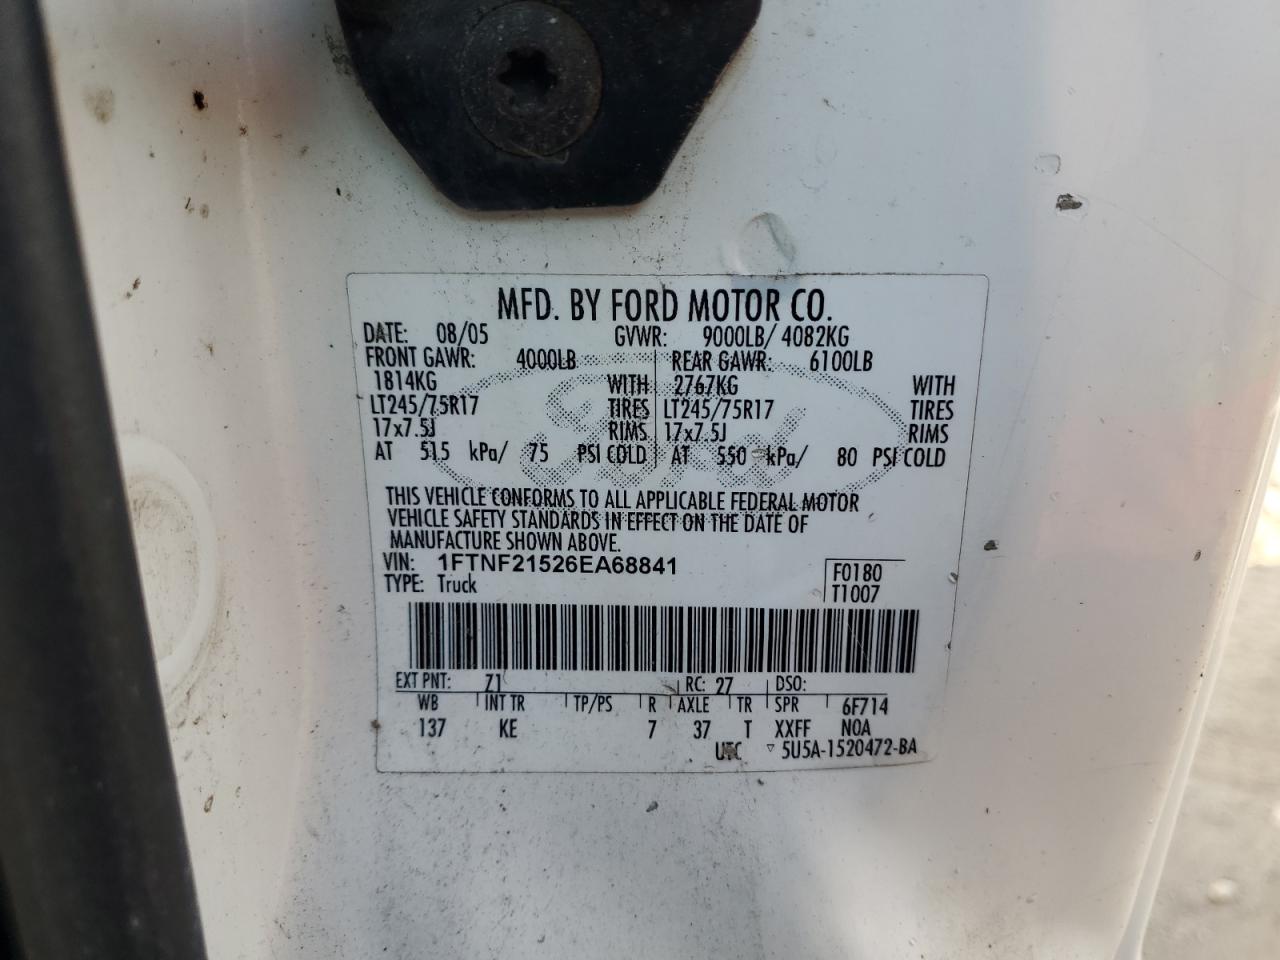 MFD. BY FORD MOTOR CO.
DATE: 08/05 GVWR: 9000LB/ 4082KG
FRONT GAWR: 4000LB REAR GAWR: 6100LB
1814KG WITH 2767KG WITH
LT245/75R17 TIRES LT245/75R17 TIRES
17x7.5J RIMS 17x7.5J RIMS
AT 515 kPa/ 75 PSI COLD AT 550 kPa/ 80 PSI COLD
THIS VEHICLE CONFORMS TO ALL APPLICABLE FEDERAL MOTOR
VEHICLE SAFETY STANDARDS IN EFFECT ON THE DATE OF
MANUFACTURE SHOWN ABOVE.
VIN: 1FTNF21526EA68841 F0180
TYPE: Truck T1007
EXT PNT: Z1 RC: 27 DSO:
WB INT TR TP/PS R AXLE TR SPR 6F714
137 KE 7 37 T XXFF NOA
UTC ▽ 5U5A-1520472-BA